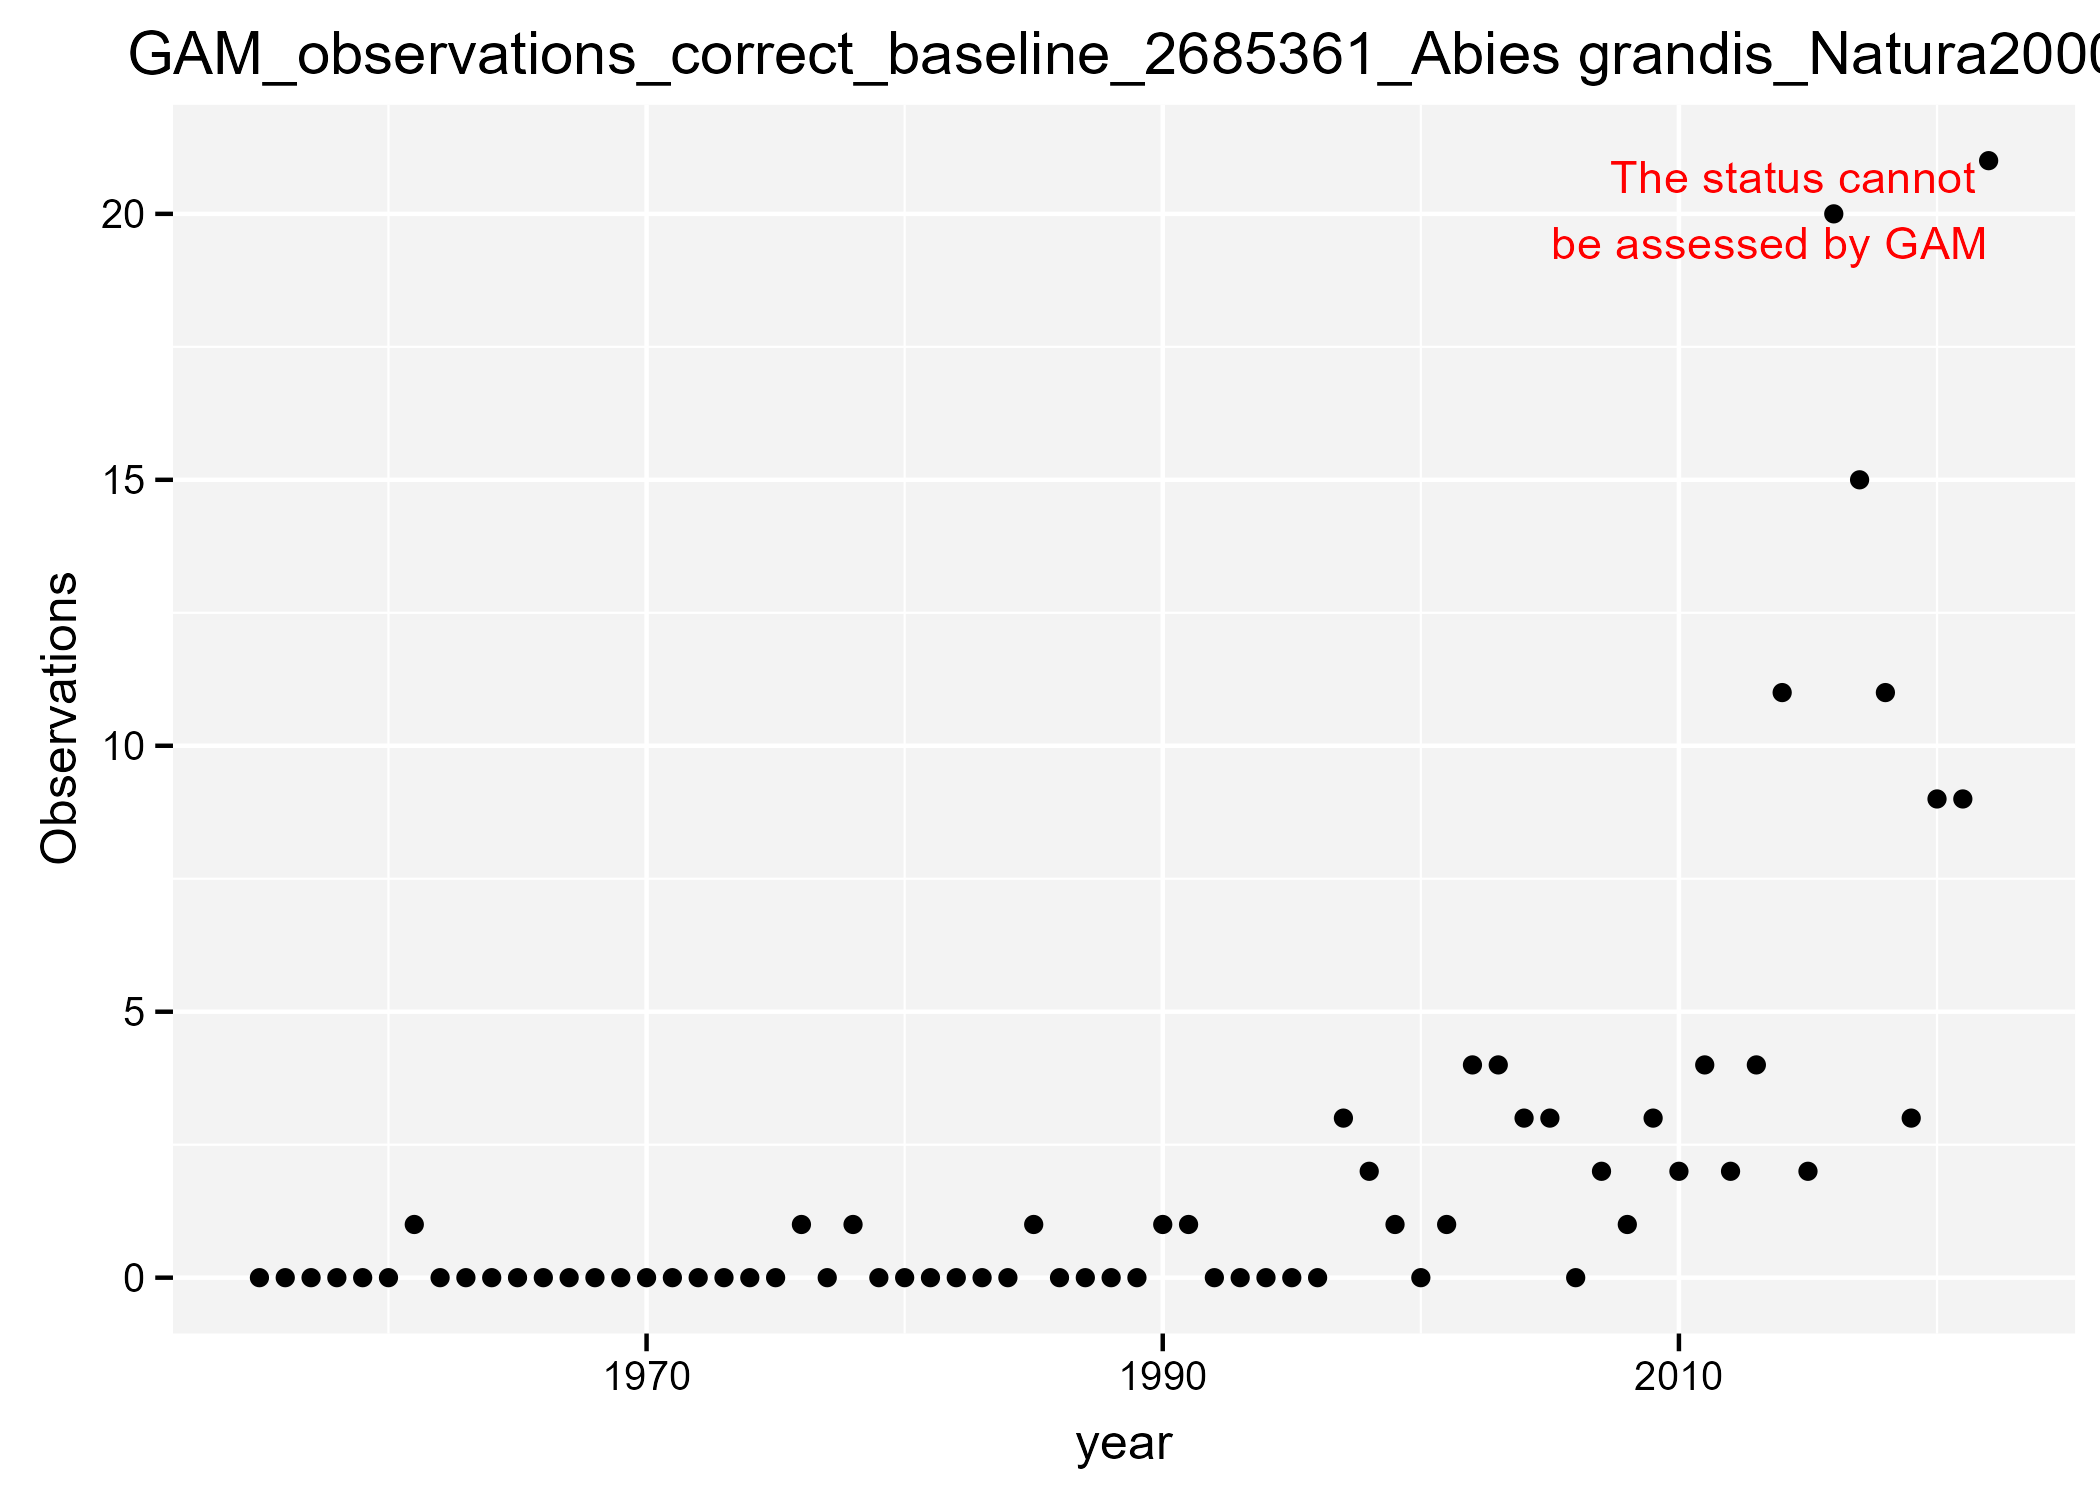 GAM_observations_correct_baseline_2685361_Abies grandis_Natura2000
The status cannot
be assessed by GAM
Observations
20
15
10
5
0
1970 1990 2010
year